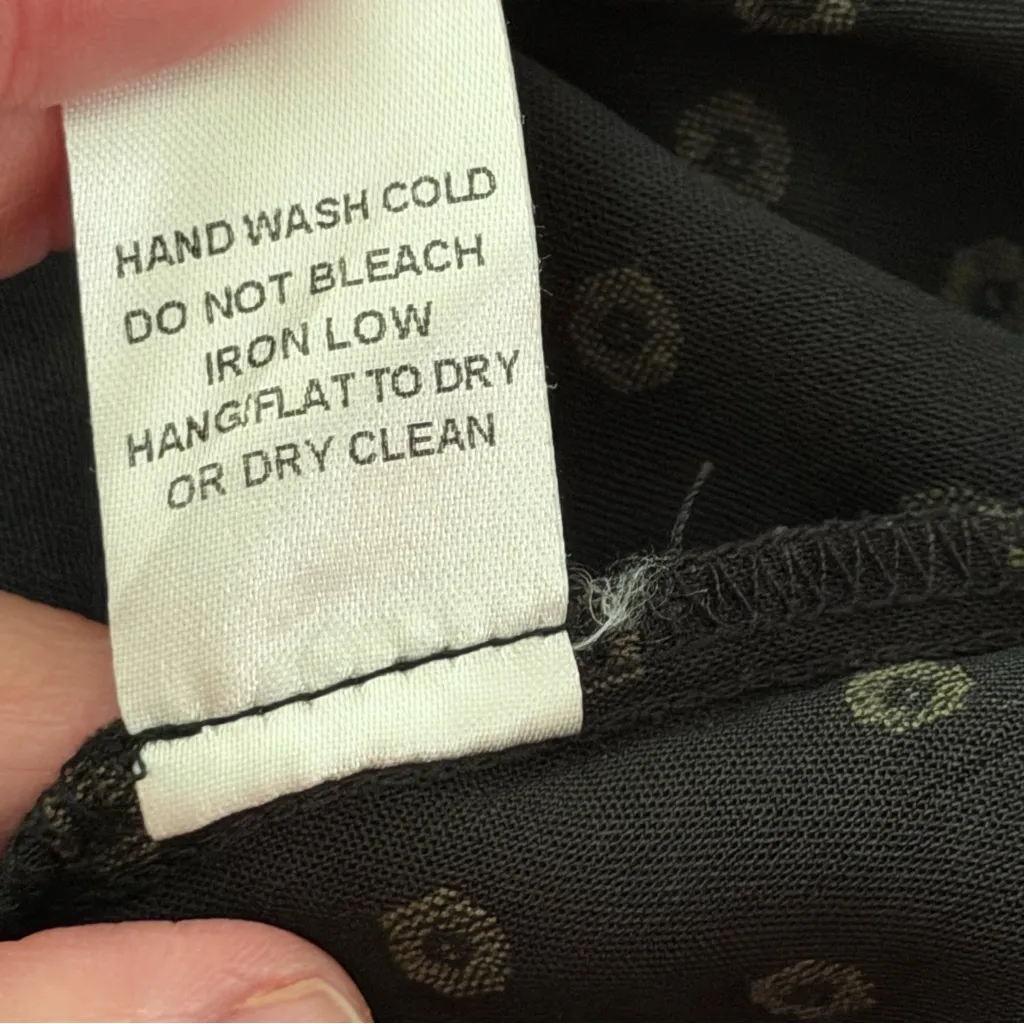 HAND WASH COLD
DO NOT BLEACH
IRON LOW
HANG/FLAT TO DRY
OR DRY CLEAN